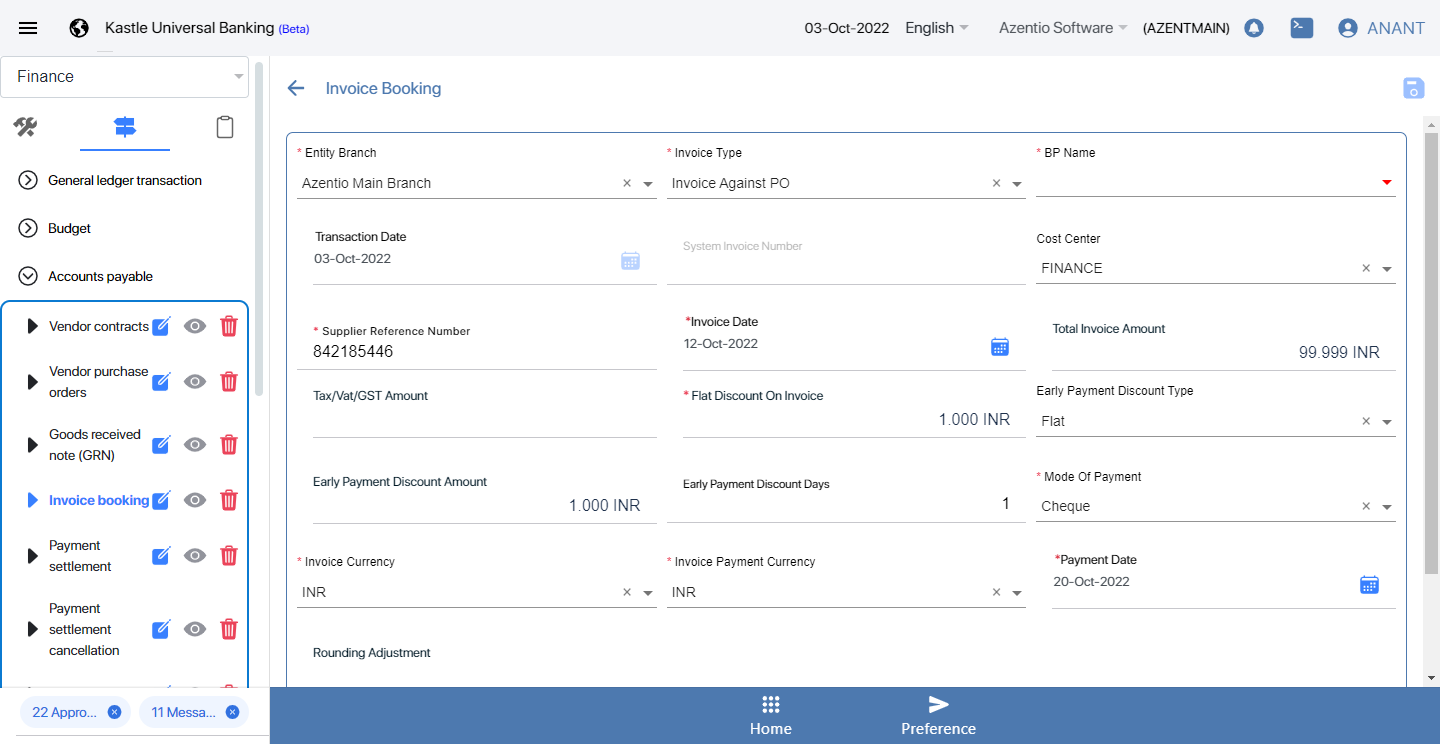 Kastle Universal Banking (Beta)
03-Oct-2022
English
Azentio Software
(AZENTMAIN)
ANANT
Finance
General ledger transaction
Budget
Accounts payable
Vendor contracts
Vendor purchase
orders
Goods received
note (GRN)
Invoice booking
Payment
settlement
Payment
settlement
cancellation
22 Appro...
11 Messa...
Invoice Booking
* Entity Branch
Azentio Main Branch
* Invoice Type
Invoice Against PO
* BP Name
Transaction Date
03-Oct-2022
System Invoice Number
Cost Center
FINANCE
* Supplier Reference Number
842185446
*Invoice Date
12-Oct-2022
Total Invoice Amount
99.999 INR
Tax/Vat/GST Amount
* Flat Discount On Invoice
1.000 INR
Early Payment Discount Type
Flat
Early Payment Discount Amount
1.000 INR
Early Payment Discount Days
1
* Mode Of Payment
Cheque
* Invoice Currency
INR
* Invoice Payment Currency
INR
*Payment Date
20-Oct-2022
Rounding Adjustment
Home
Preference